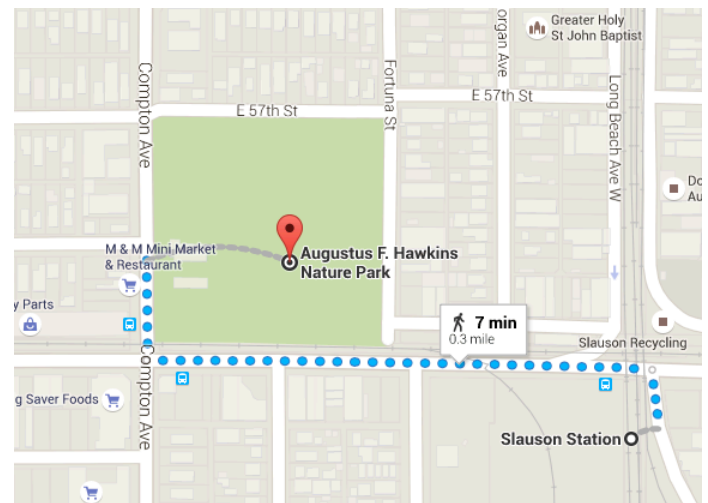 Greater Holy
St John Baptist
organ Ave
Compton Ave
Fortuna St
E 57th St
E 57th St
Long Beach Ave W
Do
Au
M & M Mini Market
& Restaurant
Augustus F. Hawkins
Nature Park
y Parts
7 min
0.3 mile
Slauson Recycling
Compton Ave
g Saver Foods
Slauson Station